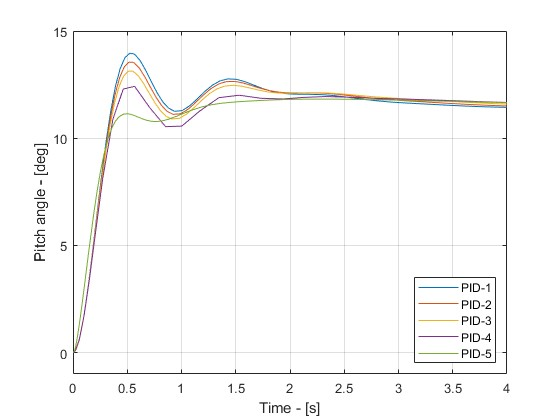 15
10
5
0
Pitch angle - [deg]
PID-1
PID-2
PID-3
PID-4
PID-5
0 0.5 1 1.5 2 2.5 3 3.5 4
Time - [s]